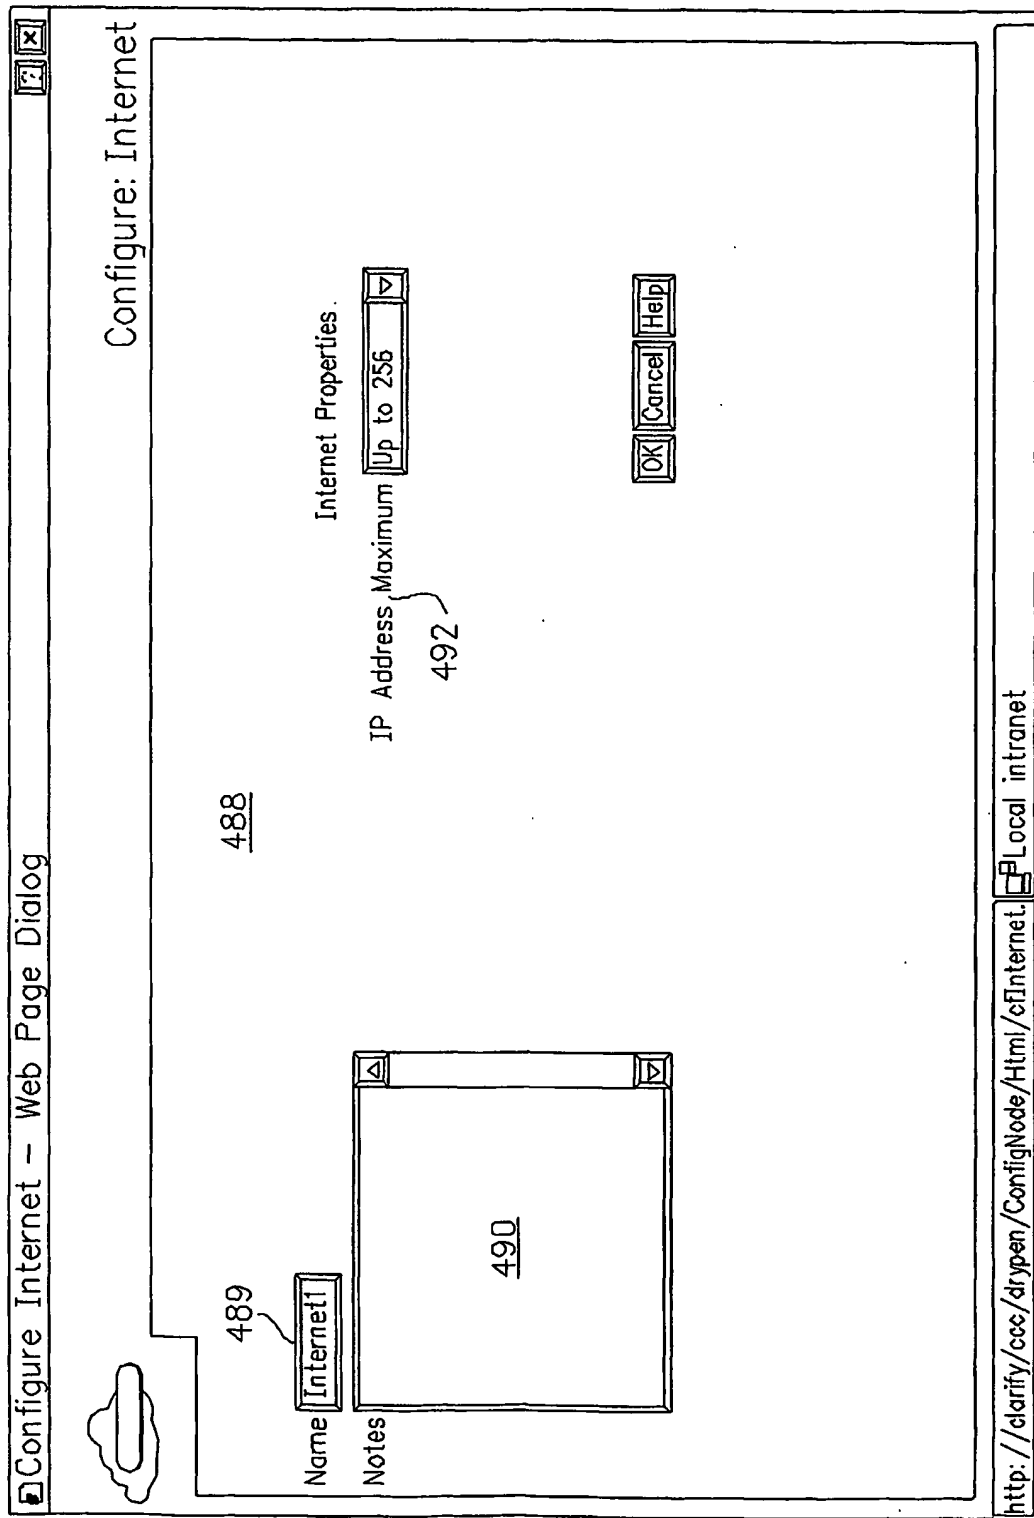 Configure Internet – Web Page Dialog
? x
Configure: Internet
488
489
Name Internet1
Notes
490
Internet Properties
IP Address Maximum Up to 256
492
OK Cancel Help
http://clarify/ccc/drypen/ConfigNode/Html/cfInternet. Local intranet